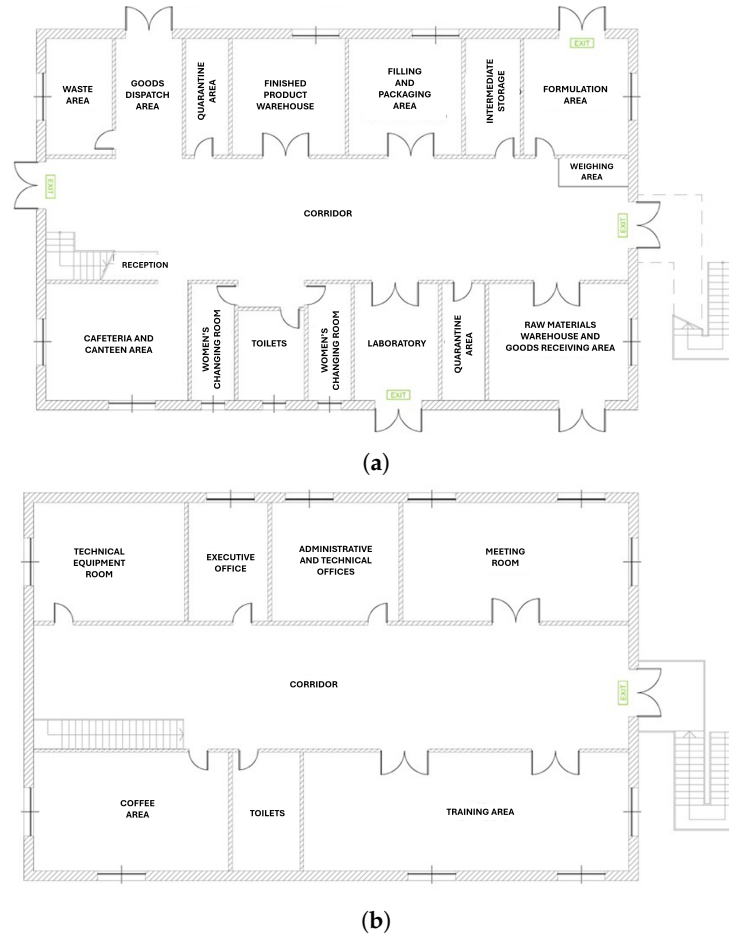 EXIT
WASTE
AREA
GOODS
DISPATCH
AREA
QUARANTINE
AREA
FINISHED
PRODUCT
WAREHOUSE
FILLING
AND
PACKAGING
AREA
INTERMEDIATE
STORAGE
FORMULATION
AREA
WEIGHING
AREA
EXIT
CORRIDOR
EXIT
RECEPTION
CAFETERIA AND
CANTEEN AREA
WOMEN'S
CHANGING ROOM
TOILETS
WOMEN'S
CHANGING ROOM
LABORATORY
EXIT
QUARANTINE
AREA
RAW MATERIALS
WAREHOUSE AND
GOODS RECEIVING AREA
(a)
TECHNICAL
EQUIPMENT
ROOM
EXECUTIVE
OFFICE
ADMINISTRATIVE
AND TECHNICAL
OFFICES
MEETING
ROOM
CORRIDOR
EXIT
COFFEE
AREA
TOILETS
TRAINING AREA
(b)